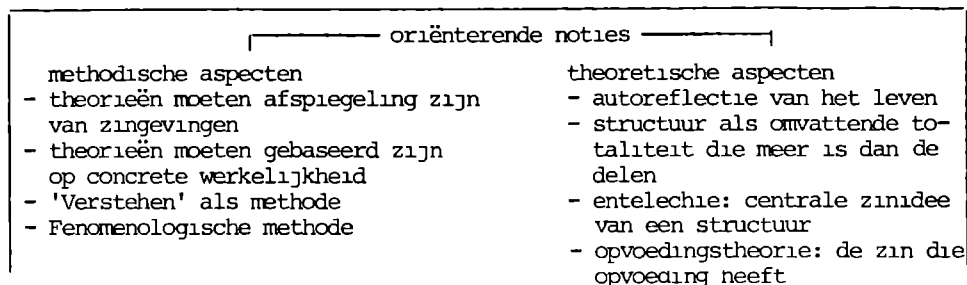 oriënterende noties
methodische aspecten
- theorieën moeten afspiegeling zijn
van zingevingen
- theorieën moeten gebaseerd zijn
op concrete werkelijkheid
- 'Verstehen' als methode
- Fenomenologische methode
theoretische aspecten
- autoreflectie van het leven
- structuur als omvattende to-
taliteit die meer is dan de
delen
- entelechie: centrale zinidee
van een structuur
- opvoedingstheorie: de zin die
opvoeding heeft